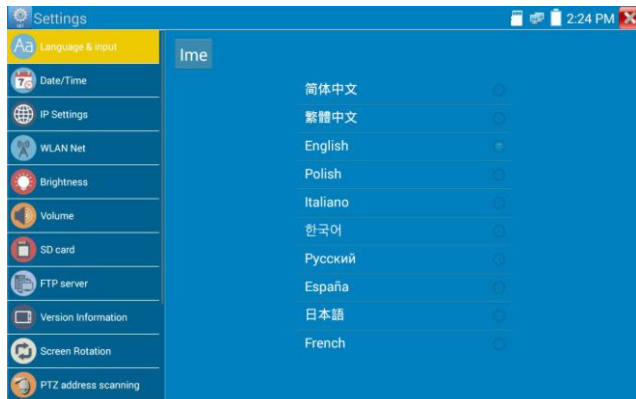 Settings
2:24 PM
Language & input
Date/Time
IP Settings
WLAN Net
Brightness
Volume
SD card
FTP server
Version Information
Screen Rotation
PTZ address scanning
Ime
简体中文
繁體中文
English
Polish
Italiano
한국어
Русский
España
日本語
French